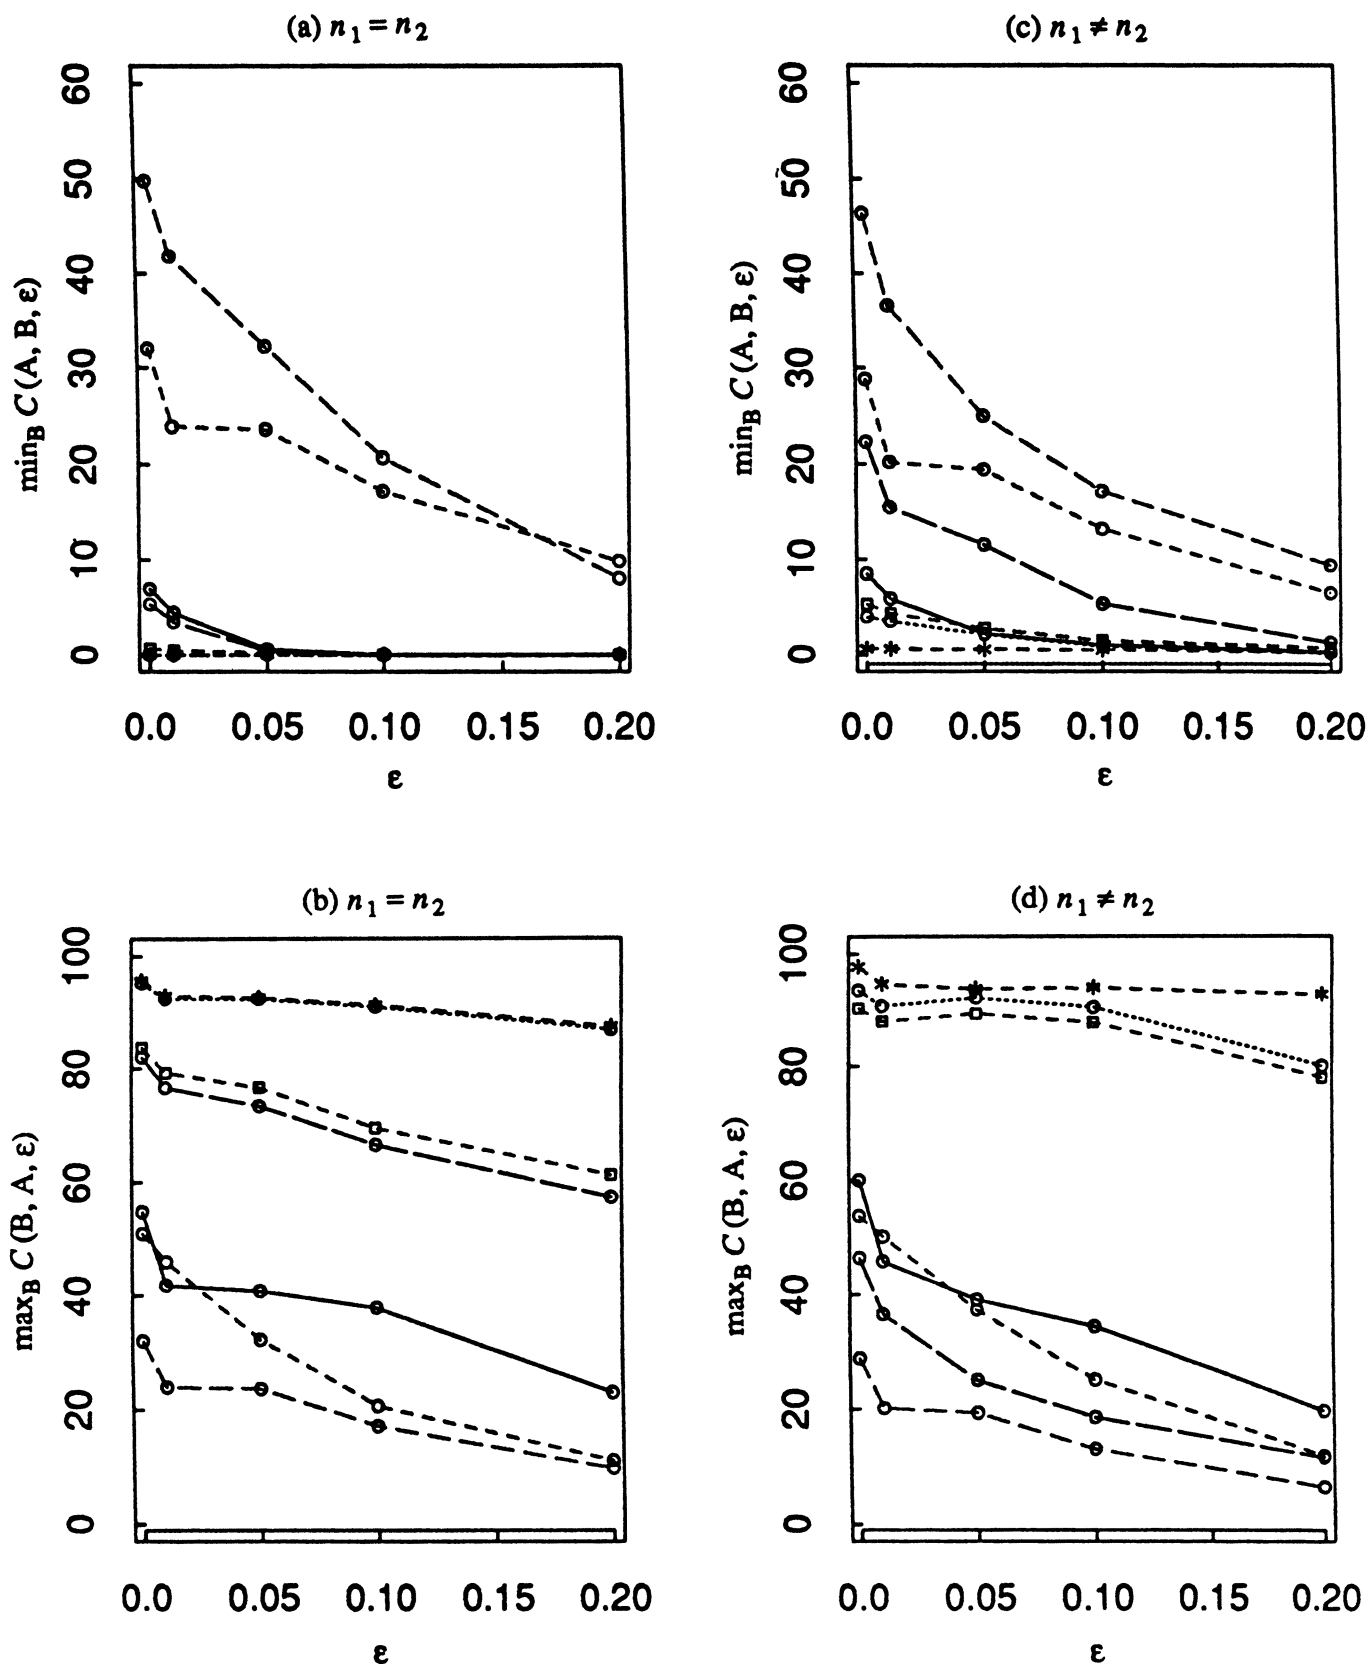 (a) n₁ = n₂
60
50
40
30
20
10
0
min_B C (A, B, ε)
0.0 0.05 0.10 0.15 0.20
ε
(c) n₁ ≠ n₂
60
50
40
30
20
10
0
min_B C (A, B, ε)
0.0 0.05 0.10 0.15 0.20
ε
(b) n₁ = n₂
100
80
60
40
20
0
max_B C (B, A, ε)
0.0 0.05 0.10 0.15 0.20
ε
(d) n₁ ≠ n₂
100
80
60
40
20
0
max_B C (B, A, ε)
0.0 0.05 0.10 0.15 0.20
ε